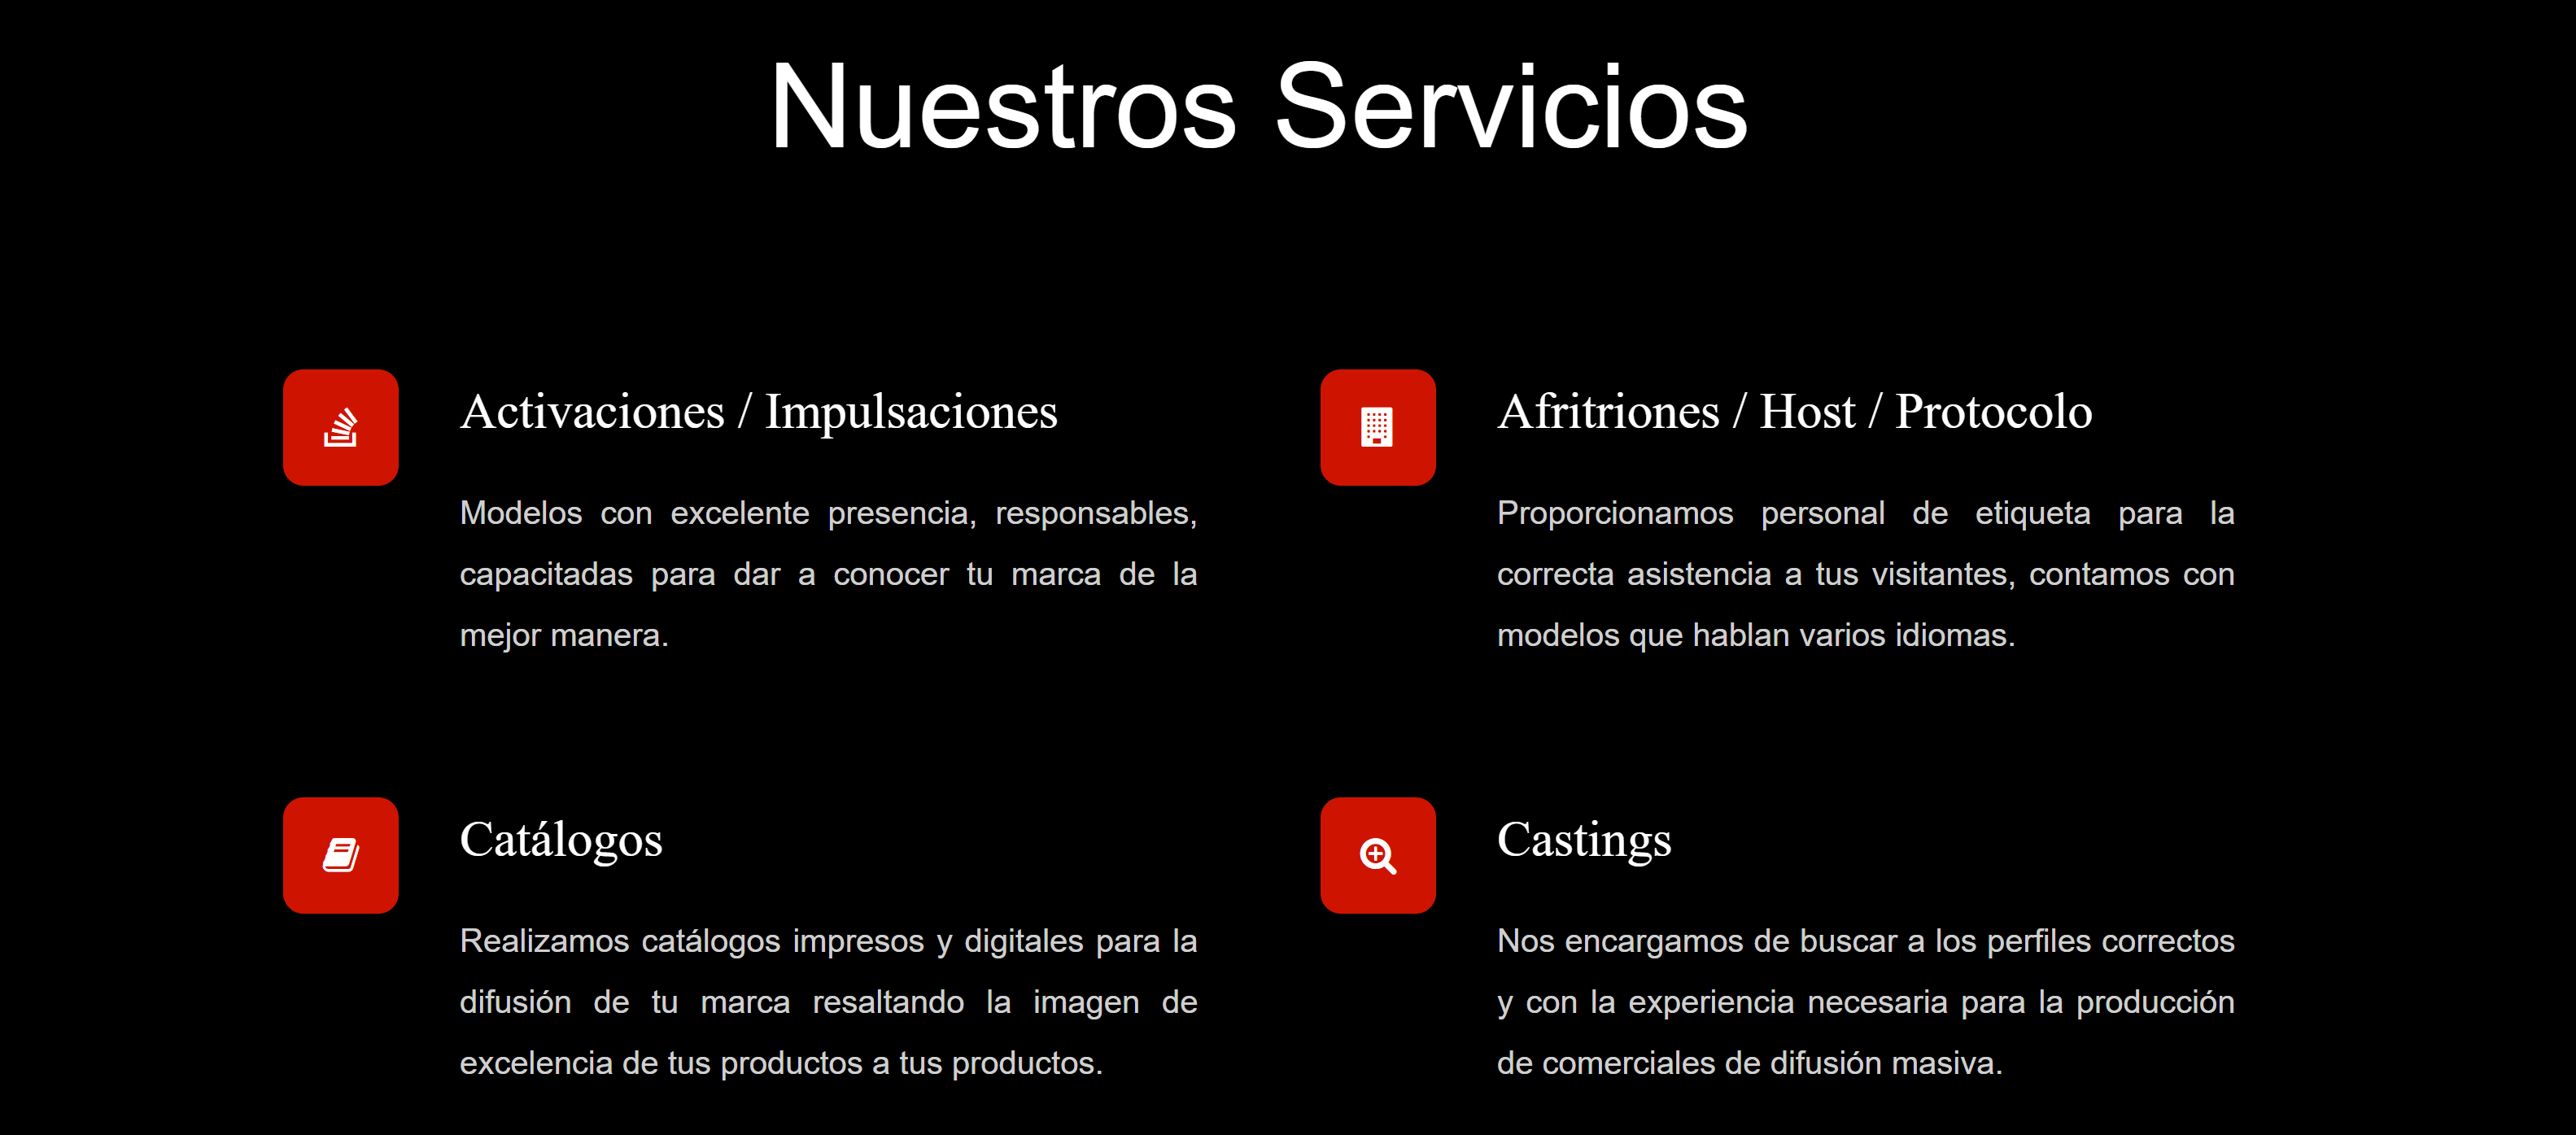 Nuestros Servicios
Activaciones / Impulsaciones
Modelos con excelente presencia, responsables,
capacitadas para dar a conocer tu marca de la
mejor manera.
Afritriones / Host / Protocolo
Proporcionamos personal de etiqueta para la
correcta asistencia a tus visitantes, contamos con
modelos que hablan varios idiomas.
Catálogos
Realizamos catálogos impresos y digitales para la
difusión de tu marca resaltando la imagen de
excelencia de tus productos a tus productos.
Castings
Nos encargamos de buscar a los perfiles correctos
y con la experiencia necesaria para la producción
de comerciales de difusión masiva.